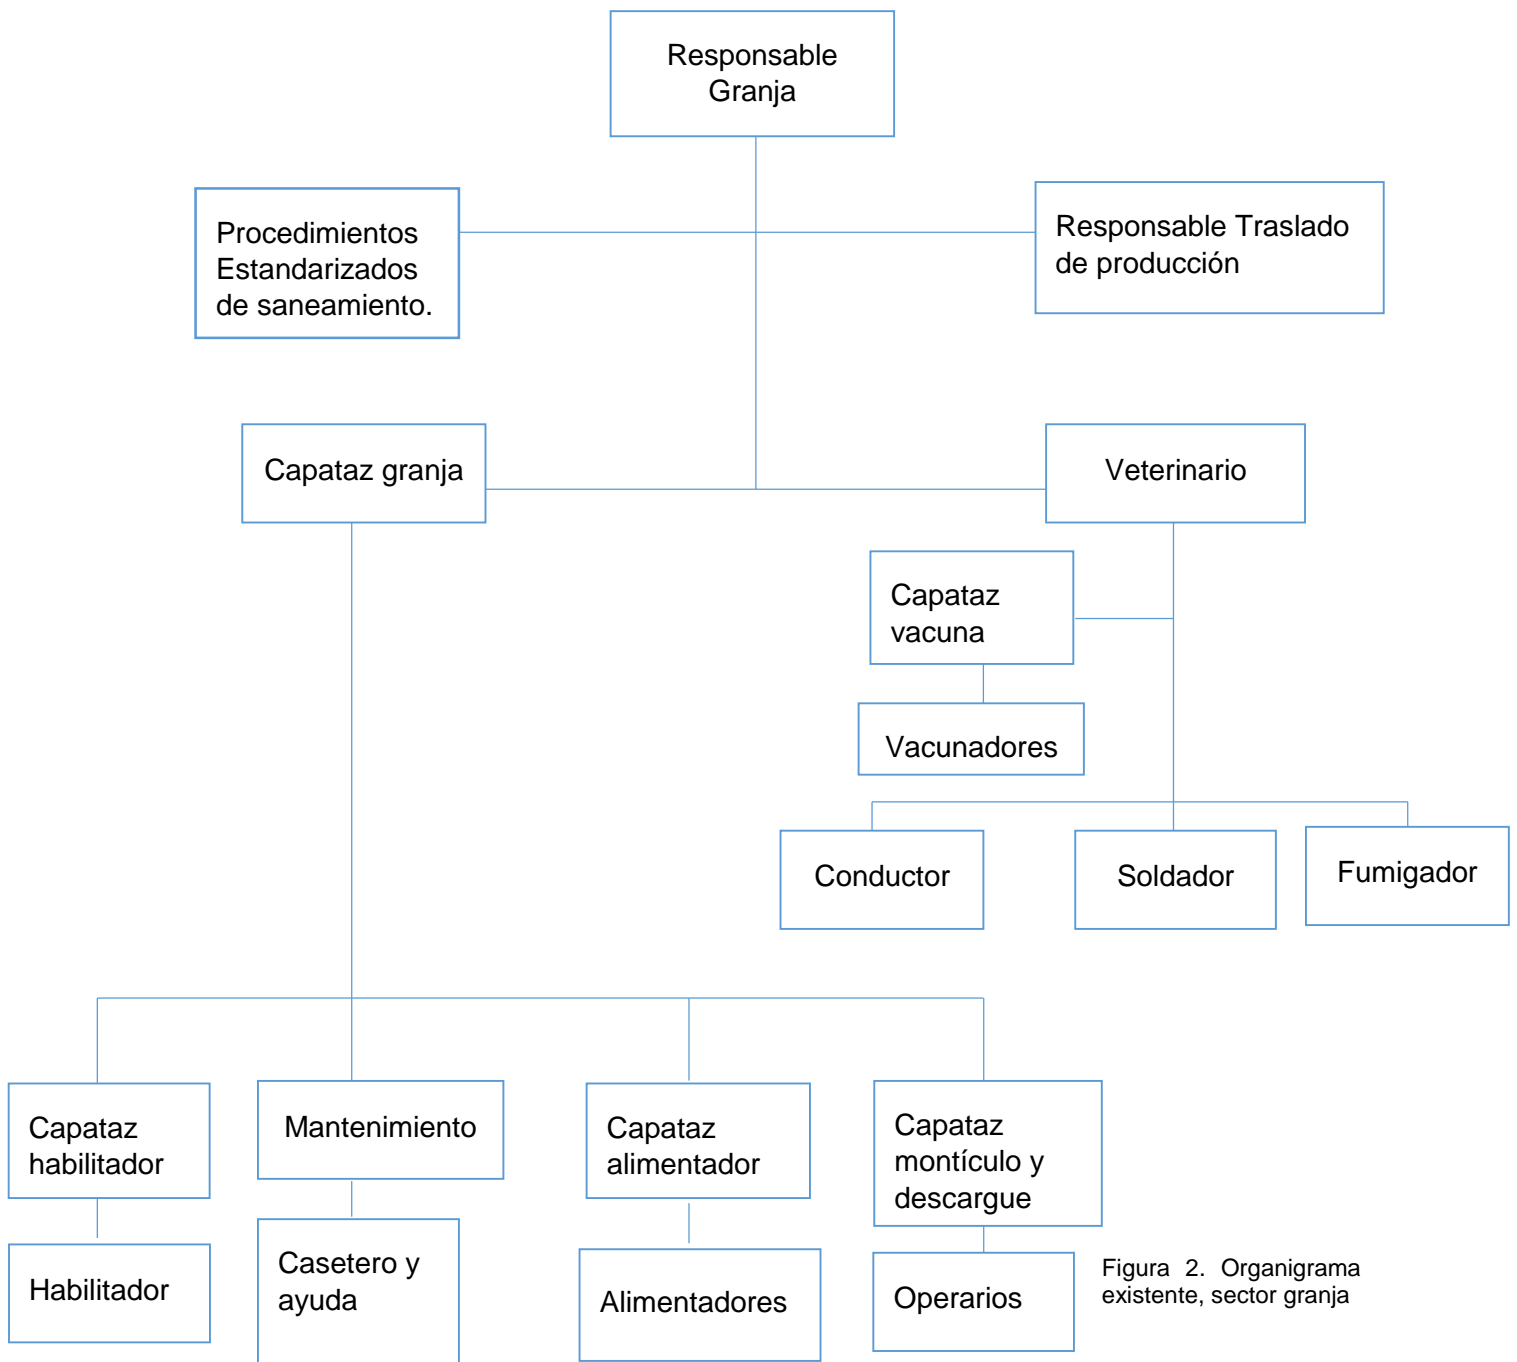 Responsable
Granja
Procedimientos
Estandarizados
de saneamiento.
Responsable Traslado
de producción
Capataz granja
Veterinario
Capataz
vacuna
Vacunadores
Conductor
Soldador
Fumigador
Capataz
habilitador
Mantenimiento
Capataz
alimentador
Capataz
montículo y
descargue
Habilitador
Casetero y
ayuda
Alimentadores
Operarios
Figura 2. Organigrama
existente, sector granja